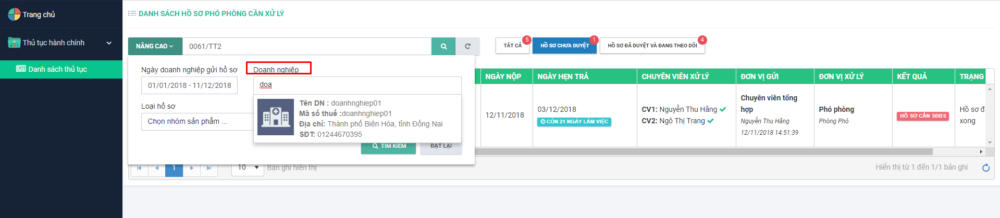 Trang chủ
Thủ tục hành chính
Danh sách thủ tục
DANH SÁCH HỒ SƠ PHÓ PHÒNG CẦN XỬ LÝ
NÂNG CAO
0061/TT2
TẤT CẢ
5
HỒ SƠ CHƯA DUYỆT
1
HỒ SƠ ĐÃ DUYỆT VÀ ĐANG THEO DÕI
4
Ngày doanh nghiệp gửi hồ sơ
Doanh nghiệp
01/01/2018 - 11/12/2018
doa
Tên DN : doanhnghiep01
Mã số thuế :doanhnghiep01
Địa chỉ: Thành phố Biên Hòa, tỉnh Đồng Nai
SĐT: 01244670395
Loại hồ sơ
Chọn nhóm sản phẩm ...
TÌM KIẾM
ĐẶT LẠI
NGÀY NỘP
NGÀY HẸN TRẢ
CHUYÊN VIÊN XỬ LÝ
ĐƠN VỊ GỬI
ĐƠN VỊ XỬ LÝ
KẾT QUẢ
TRẠNG
12/11/2018
03/12/2018
CÒN 21 NGÀY LÀM VIỆC
CV1: Nguyễn Thu Hằng
CV2: Ngô Thị Trang
Chuyên viên tổng
hợp
Nguyễn Thu Hằng
12/11/2018 14:51:39
Phó phòng
Phòng Phó
HỒ SƠ CẦN SĐBS
Hồ sơ đ
xong
1
10
Bản ghi hiển thị
Hiển thị từ 1 đến 1/1 bản ghi